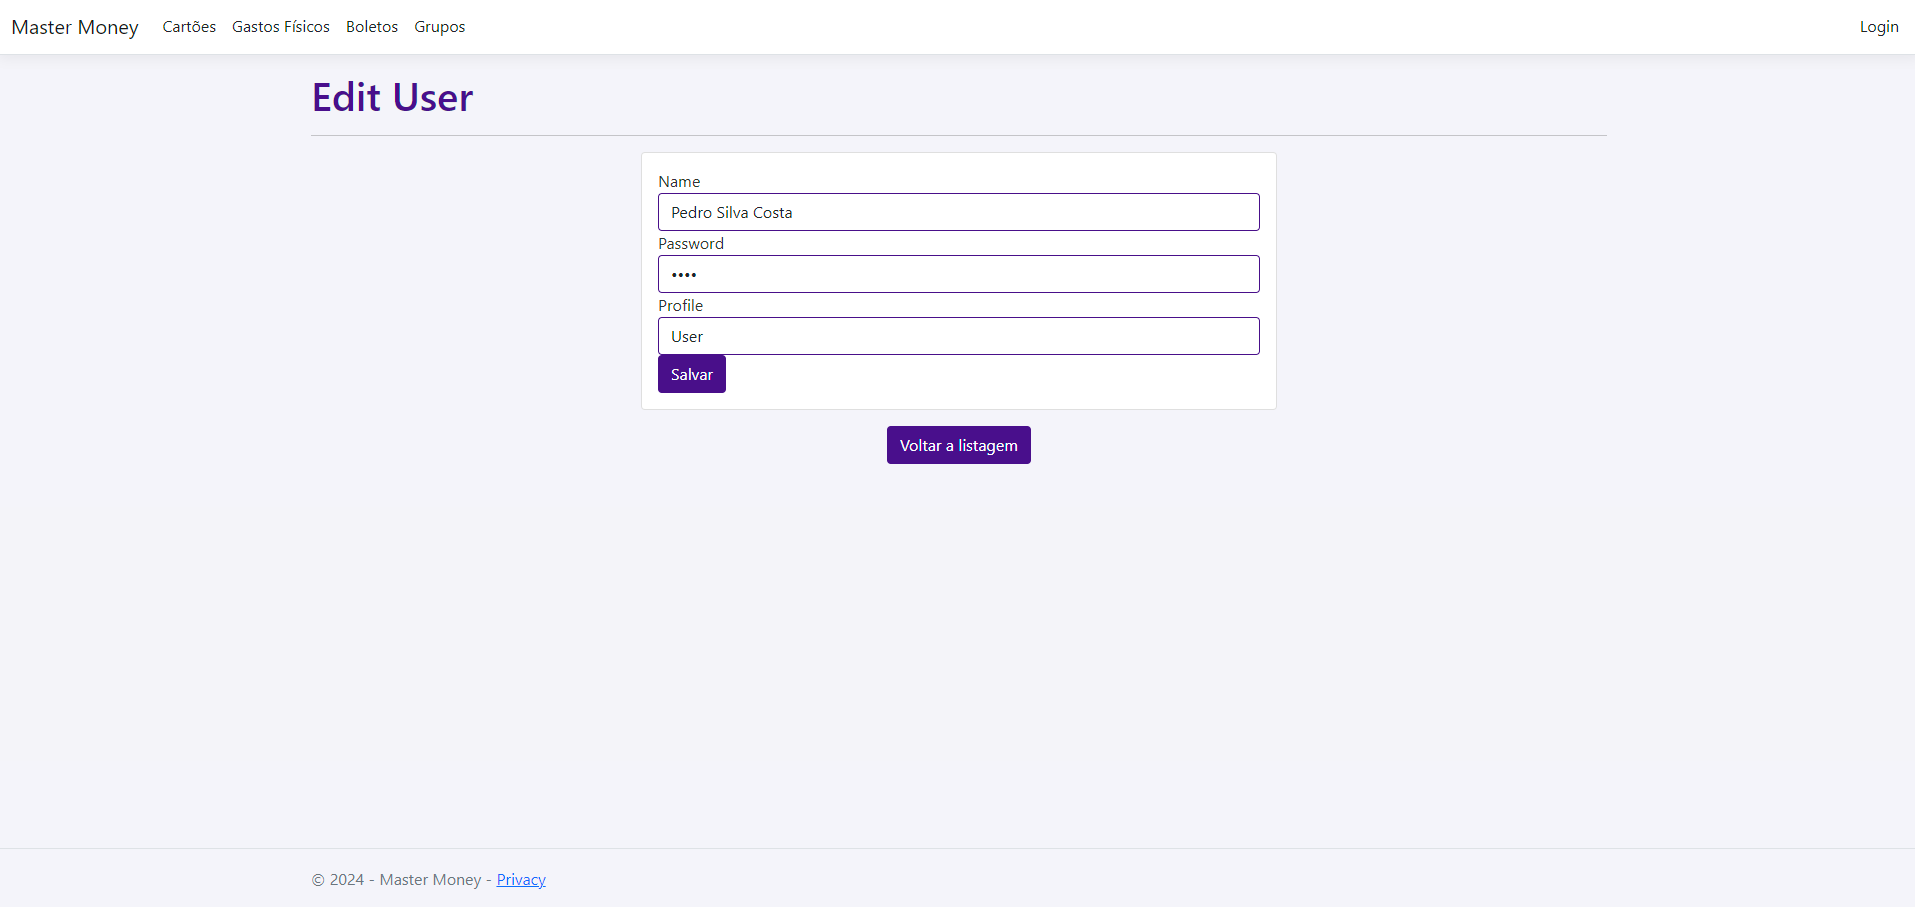 Master Money Cartões Gastos Físicos Boletos Grupos Login
Edit User
Name
Pedro Silva Costa
Password
••••
Profile
User
Salvar
Voltar a listagem
© 2024 - Master Money - Privacy